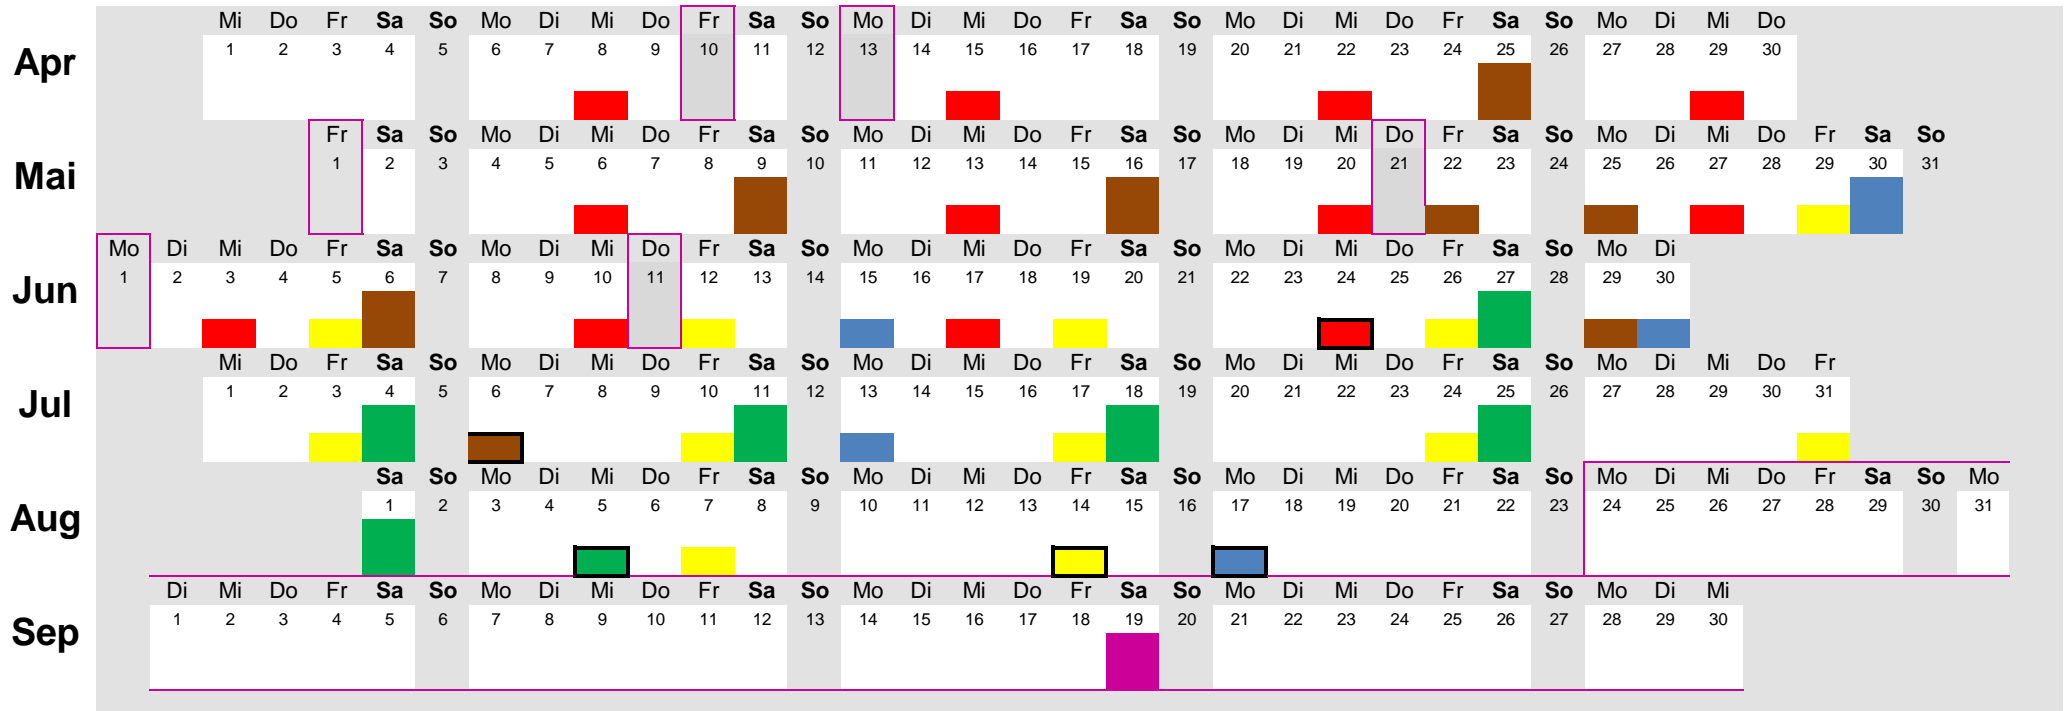 Mi Do Fr Sa So Mo Di Mi Do Fr Sa So Mo Di Mi Do Fr Sa So Mo Di Mi Do Fr Sa So Mo Di Mi Do
Apr 1 2 3 4 5 6 7 8 9 10 11 12 13 14 15 16 17 18 19 20 21 22 23 24 25 26 27 28 29 30
Fr Sa So Mo Di Mi Do Fr Sa So Mo Di Mi Do Fr Sa So Mo Di Mi Do Fr Sa So Mo Di Mi Do Fr Sa So
Mai 1 2 3 4 5 6 7 8 9 10 11 12 13 14 15 16 17 18 19 20 21 22 23 24 25 26 27 28 29 30 31
Mo Di Mi Do Fr Sa So Mo Di Mi Do Fr Sa So Mo Di Mi Do Fr Sa So Mo Di Mi Do Fr Sa So Mo Di
Jun 1 2 3 4 5 6 7 8 9 10 11 12 13 14 15 16 17 18 19 20 21 22 23 24 25 26 27 28 29 30
Mi Do Fr Sa So Mo Di Mi Do Fr Sa So Mo Di Mi Do Fr Sa So Mo Di Mi Do Fr Sa So Mo Di Mi Do Fr
Jul 1 2 3 4 5 6 7 8 9 10 11 12 13 14 15 16 17 18 19 20 21 22 23 24 25 26 27 28 29 30 31
Sa So Mo Di Mi Do Fr Sa So Mo Di Mi Do Fr Sa So Mo Di Mi Do Fr Sa So Mo Di Mi Do Fr Sa So Mo
Aug 1 2 3 4 5 6 7 8 9 10 11 12 13 14 15 16 17 18 19 20 21 22 23 24 25 26 27 28 29 30 31
Di Mi Do Fr Sa So Mo Di Mi Do Fr Sa So Mo Di Mi Do Fr Sa So Mo Di Mi Do Fr Sa So Mo Di Mi
Sep 1 2 3 4 5 6 7 8 9 10 11 12 13 14 15 16 17 18 19 20 21 22 23 24 25 26 27 28 29 30